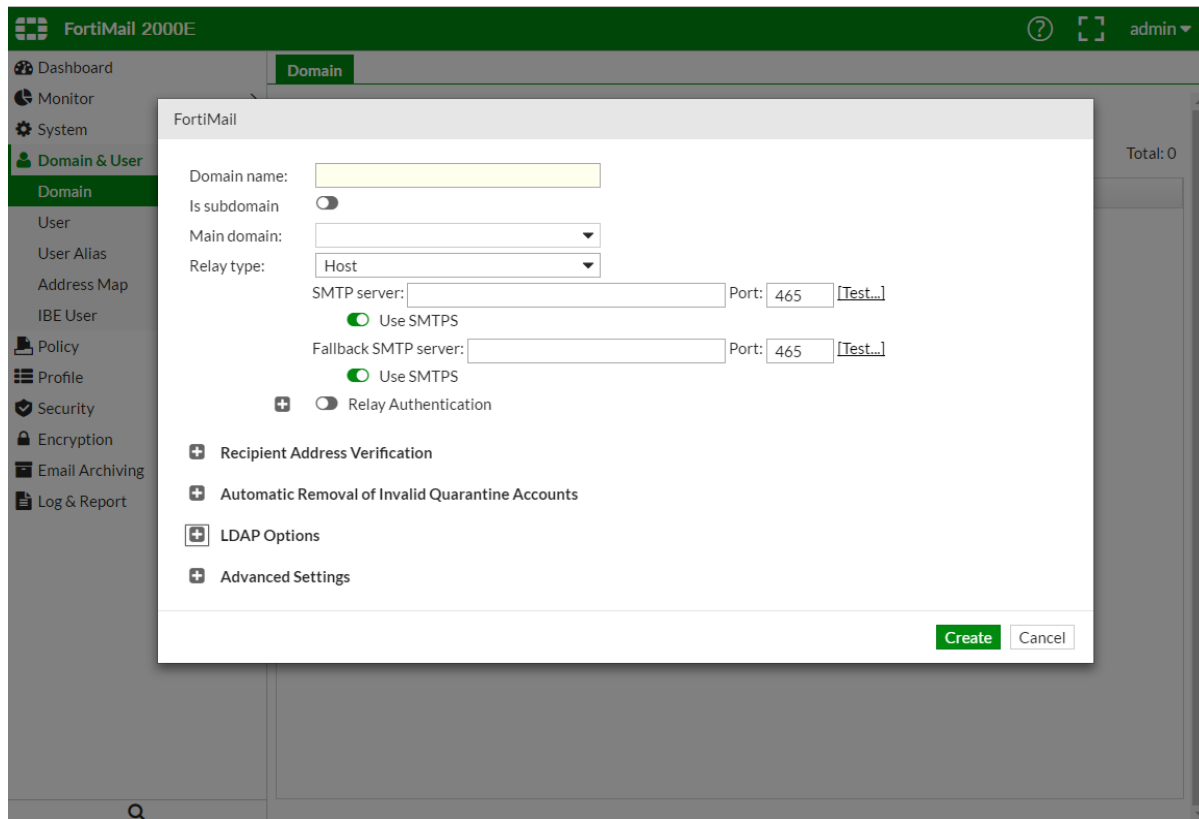 FortiMail 2000E
admin
Dashboard
Monitor
System
Domain & User
Domain
User
User Alias
Address Map
IBE User
Policy
Profile
Security
Encryption
Email Archiving
Log & Report
Domain
Total: 0
FortiMail
Domain name:
Is subdomain
Main domain:
Relay type: Host
SMTP server: Port: 465 [Test...]
Use SMTPS
Fallback SMTP server: Port: 465 [Test...]
Use SMTPS
Relay Authentication
Recipient Address Verification
Automatic Removal of Invalid Quarantine Accounts
LDAP Options
Advanced Settings
Create Cancel